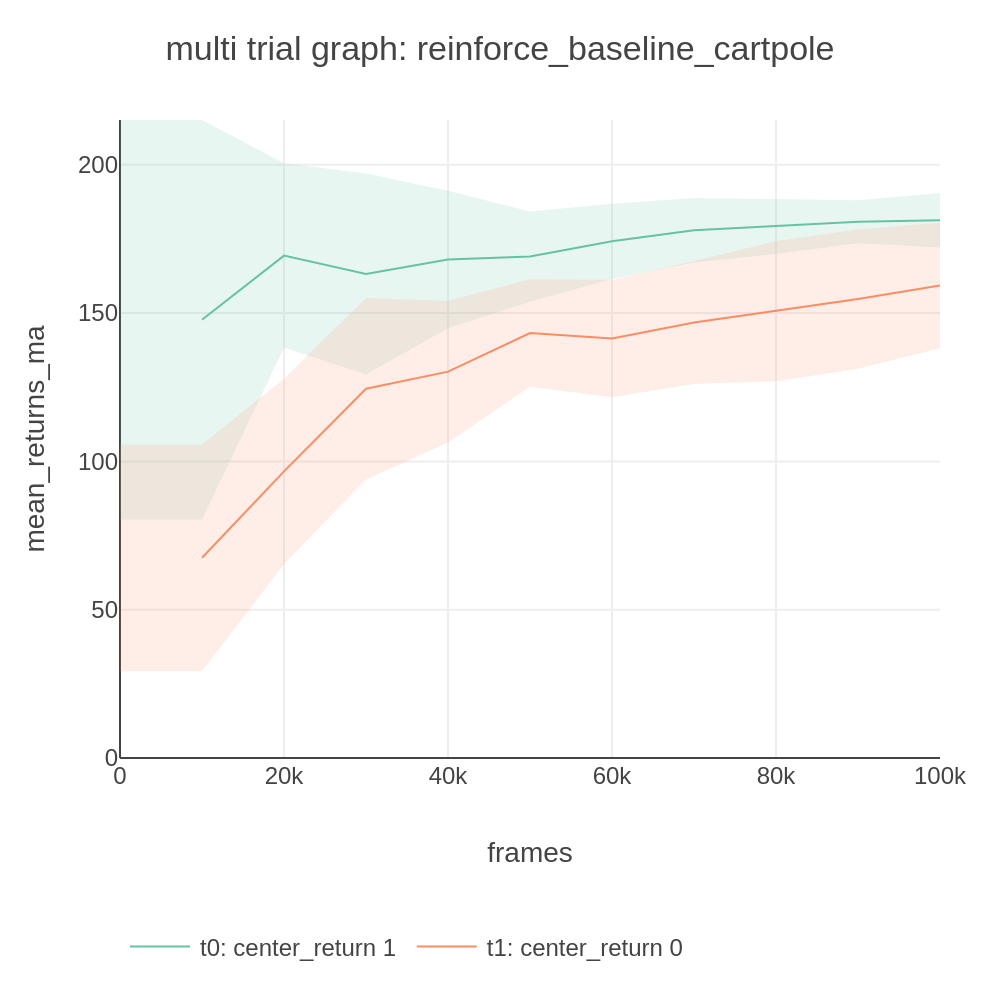 multi trial graph: reinforce_baseline_cartpole
mean_returns_ma
200
150
100
50
0
0 20k 40k 60k 80k 100k
frames
t0: center_return 1 t1: center_return 0